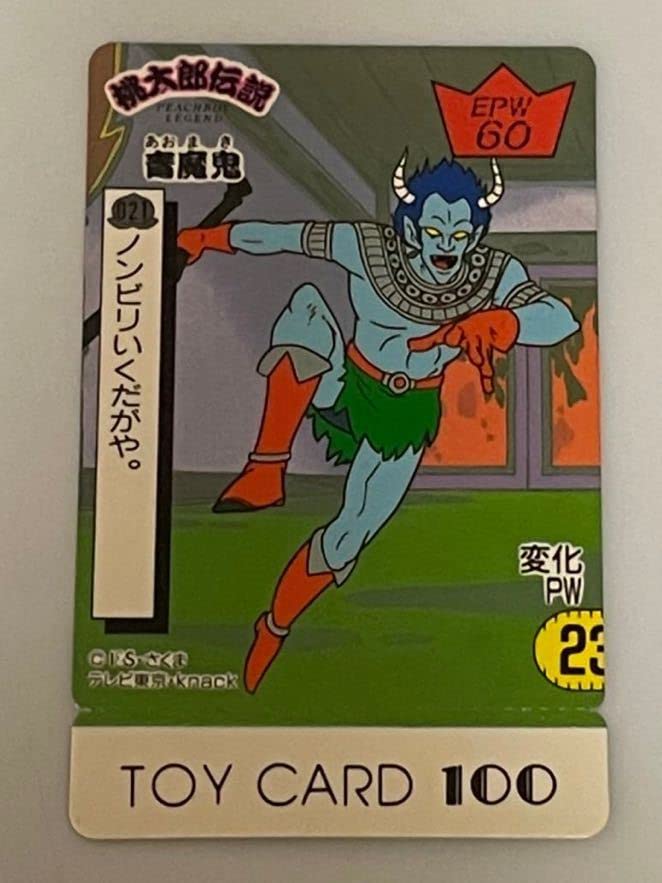 桃太郎伝説
PEACHBOY
LEGEND
あおまき
青魔鬼
EPW
60
021
ノンビリいくだがや。
変化
PW
23
©I'S・さくま
テレビ東京・Knack
TOY CARD 100